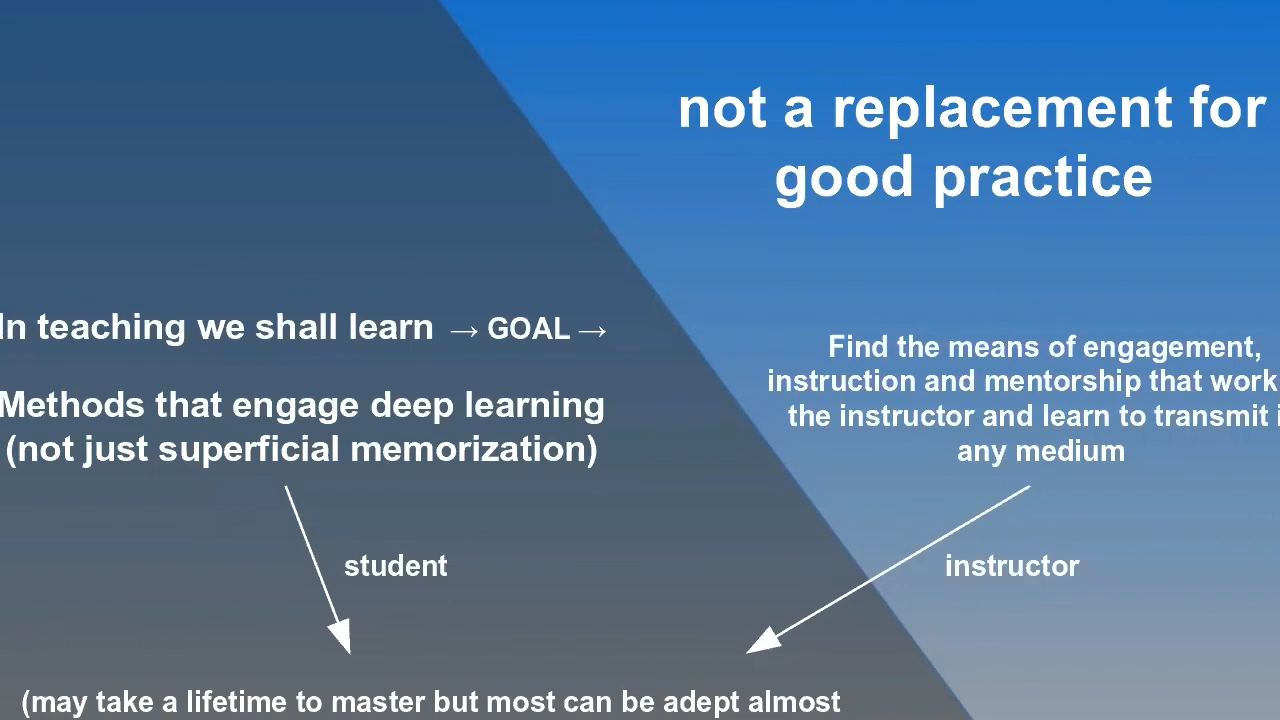 not a replacement for
good practice
In teaching we shall learn → GOAL →
Methods that engage deep learning
(not just superficial memorization)
Find the means of engagement,
instruction and mentorship that work
the instructor and learn to transmit
any medium
student
instructor
(may take a lifetime to master but most can be adept almost